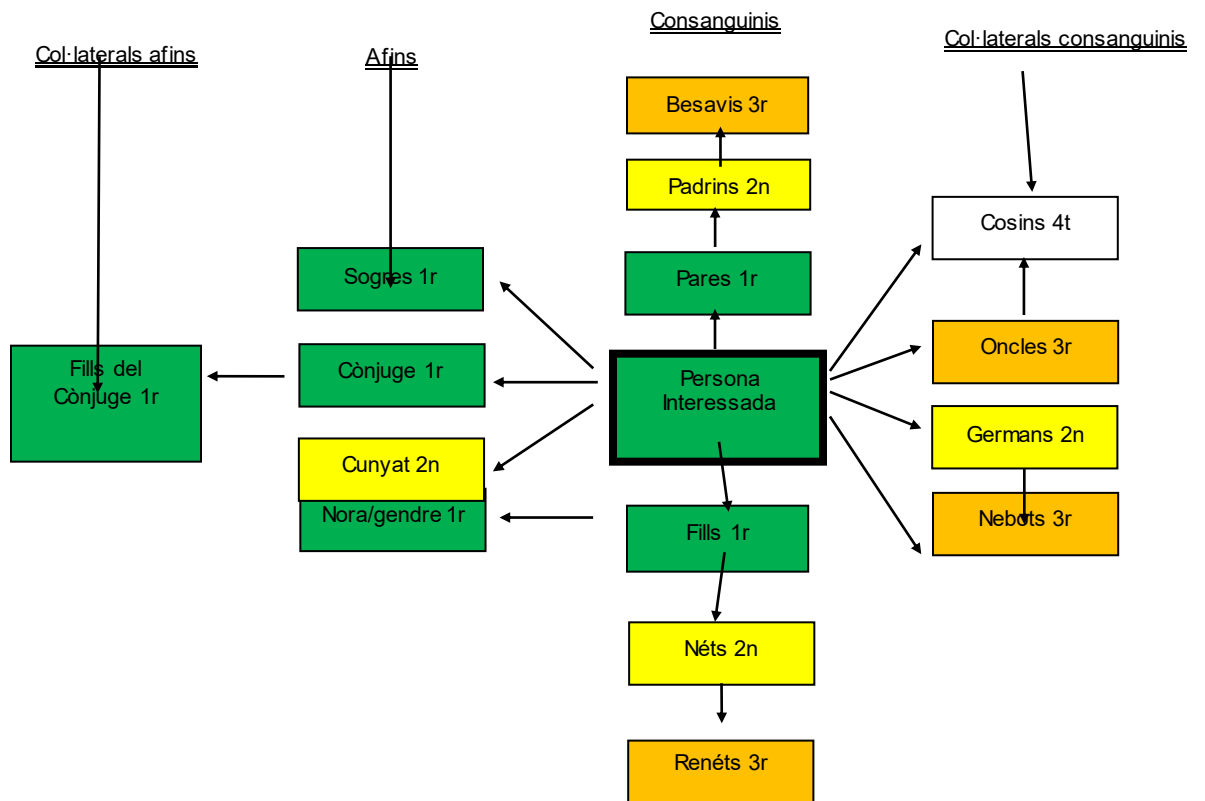 Consanguinis
Col·laterals afins
Afins
Col·laterals consanguinis
Besavis 3r
Padrins 2n
Cosins 4t
Sogres 1r
Pares 1r
Oncles 3r
Fills del
Cònjuge 1r
Cònjuge 1r
Persona
Interessada
Germans 2n
Cunyat 2n
Nora/gendre 1r
Fills 1r
Nebots 3r
Néts 2n
Renéts 3r